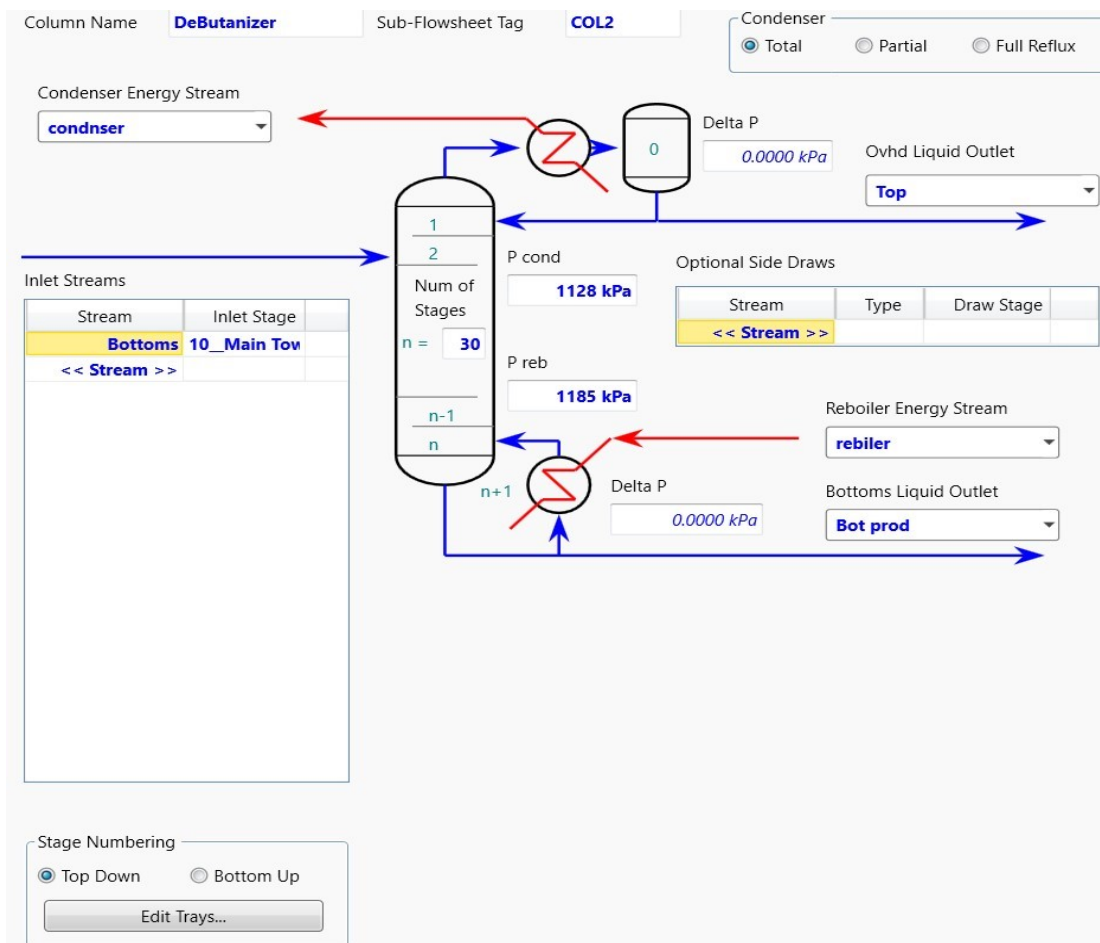 Column Name DeButanizer Sub-Flowsheet Tag COL2
Condenser
Total Partial Full Reflux
Condenser Energy Stream
condnser
Delta P
0
0.0000 kPa
Ovhd Liquid Outlet
Top
1
2
Num of
Stages
n = 30
n-1
n
n+1
P cond
1128 kPa
P reb
1185 kPa
Optional Side Draws
Stream Type Draw Stage
<< Stream >>
Inlet Streams
Stream Inlet Stage
Bottoms 10__Main Tow
<< Stream >>
Reboiler Energy Stream
rebiler
Delta P
0.0000 kPa
Bottoms Liquid Outlet
Bot prod
Stage Numbering
Top Down Bottom Up
Edit Trays...